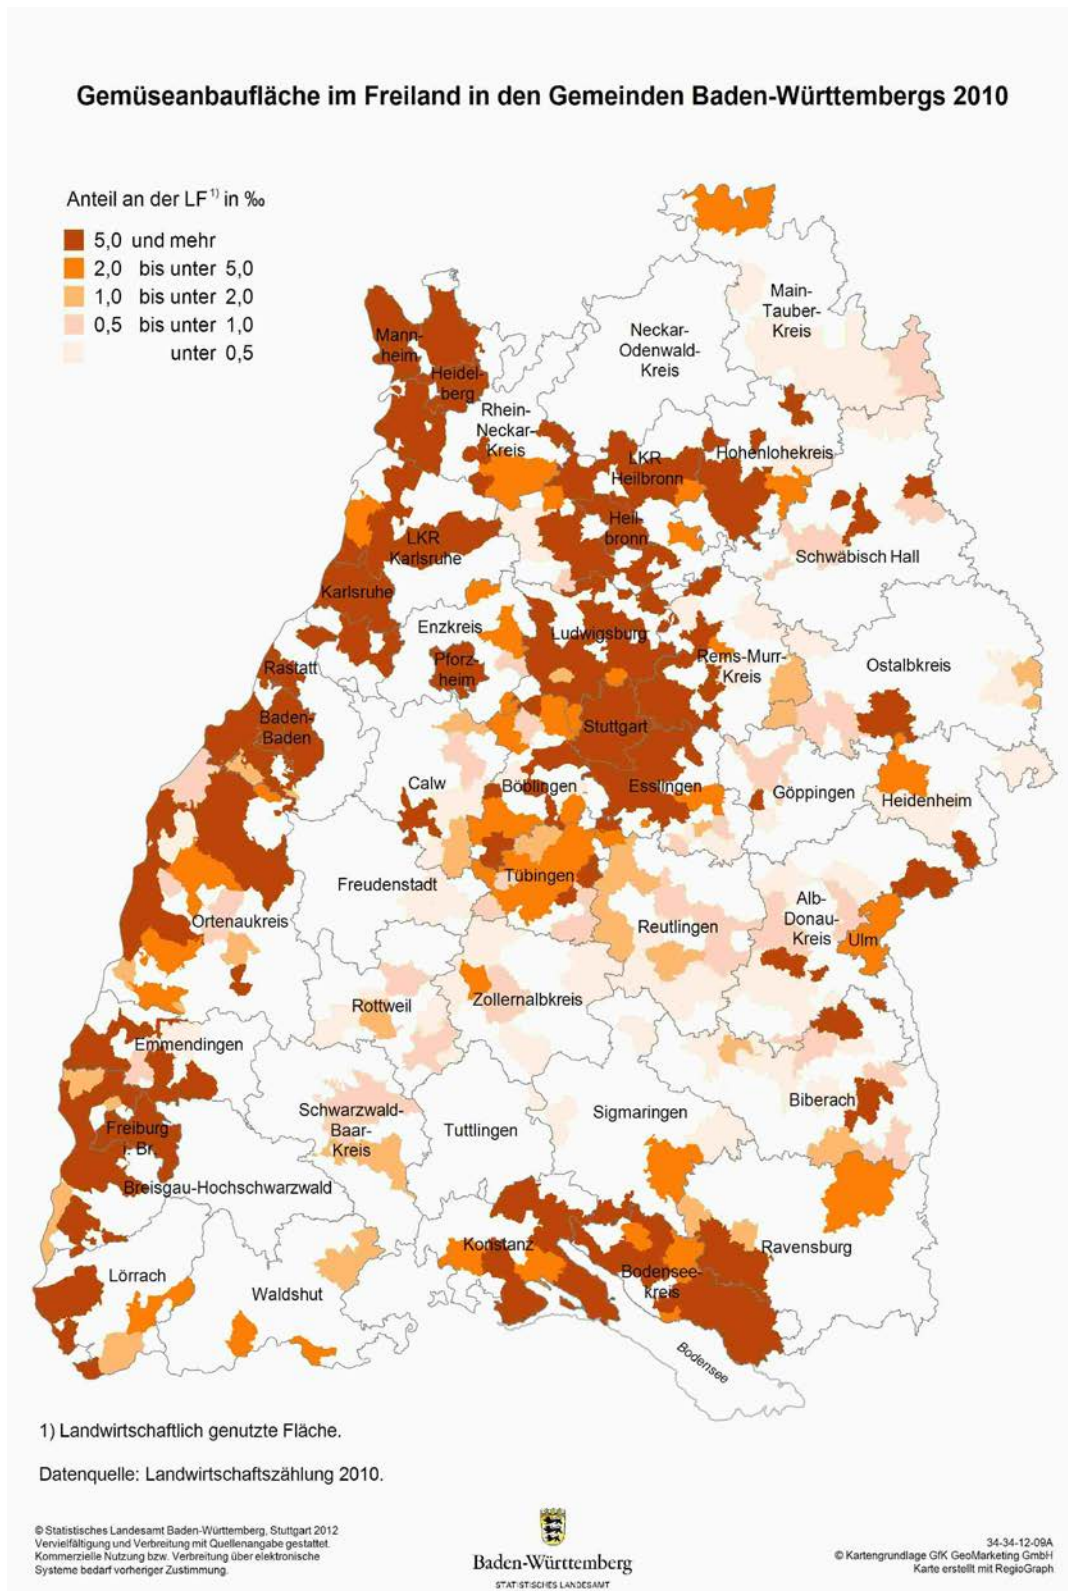 Gemüseanbaufläche im Freiland in den Gemeinden Baden-Württembergs 2010
Anteil an der LF 1) in ‰
5,0 und mehr
2,0 bis unter 5,0
1,0 bis unter 2,0
0,5 bis unter 1,0
unter 0,5
Main-
Tauber-
Kreis
Neckar-
Odenwald-
Kreis
Mann-
heim
Heidel-
berg
Rhein-
Neckar-
Kreis
Hohenlohekreis
LKR
Heilbronn
Heil-
bronn
LKR
Karlsruhe
Schwäbisch Hall
Karlsruhe
Enzkreis
Ludwigsburg
Pforz-
heim
Rems-Murr-
Kreis
Ostalbkreis
Rastatt
Baden-
Baden
Stuttgart
Calw
Böblingen
Esslingen
Göppingen
Heidenheim
Freudenstadt
Tübingen
Ortenaukreis
Reutlingen
Alb-
Donau-
Kreis
Ulm
Rottweil
Zollernalbkreis
Emmendingen
Biberach
Schwarzwald-
Baar-
Kreis
Tuttlingen
Sigmaringen
Freiburg
i. Br.
Breisgau-Hochschwarzwald
Konstanz
Ravensburg
Bodensee-
kreis
Lörrach
Waldshut
Bodensee
1) Landwirtschaftlich genutzte Fläche.
Datenquelle: Landwirtschaftszählung 2010.
© Statistisches Landesamt Baden-Württemberg, Stuttgart 2012
Vervielfältigung und Verbreitung mit Quellenangabe gestattet.
Kommerzielle Nutzung bzw. Verbreitung über elektronische
Systeme bedarf vorheriger Zustimmung.
Baden-Württemberg
STATISTISCHES LANDESAMT
34-34-12-09A
© Kartengrundlage GfK GeoMarketing GmbH
Karte erstellt mit RegioGraph